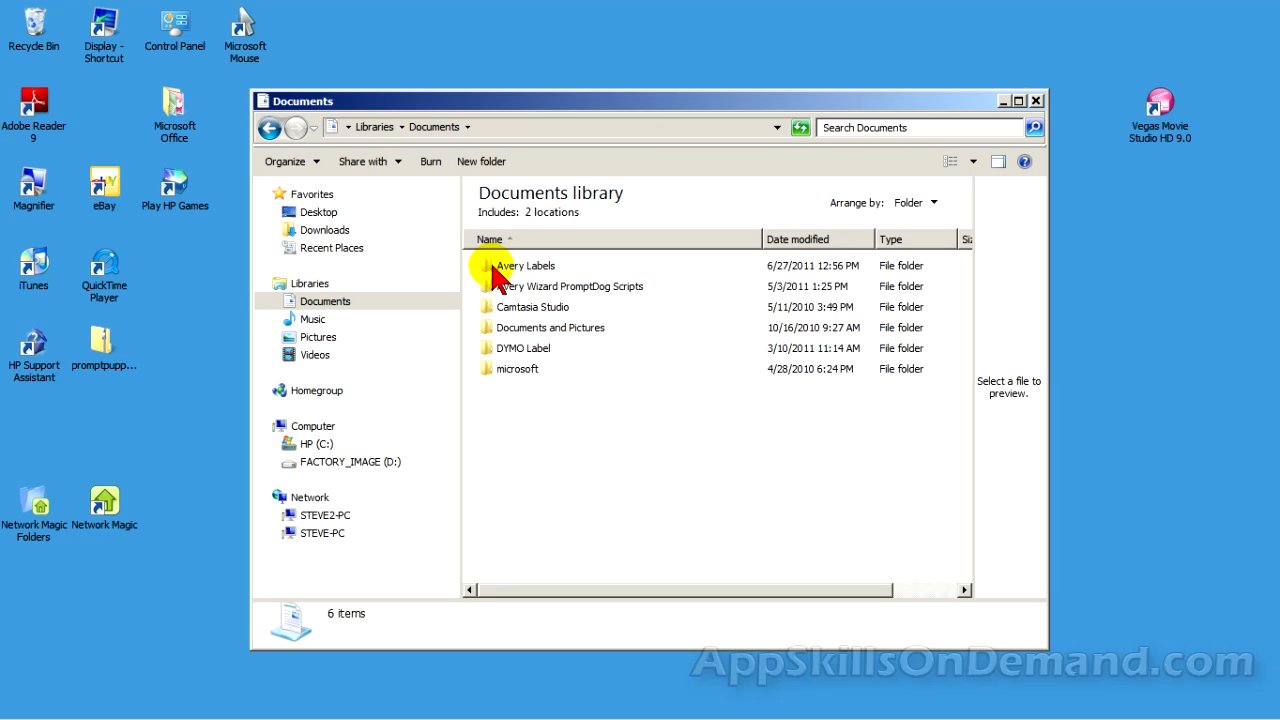 Recycle Bin
Display -
Shortcut
Control Panel
Microsoft
Mouse
Adobe Reader
9
Microsoft
Office
Magnifier
eBay
Play HP Games
iTunes
QuickTime
Player
HP Support
Assistant
promptpupp...
Network Magic
Folders
Network Magic
Vegas Movie
Studio HD 9.0
Documents
Libraries
Documents
Search Documents
Organize
Share with
Burn
New folder
Favorites
Desktop
Downloads
Recent Places
Libraries
Documents
Music
Pictures
Videos
Homegroup
Computer
HP (C:)
FACTORY_IMAGE (D:)
Network
STEVE2-PC
STEVE-PC
Documents library
Includes: 2 locations
Arrange by: Folder
Name Date modified Type Siz
Avery Labels 6/27/2011 12:56 PM File folder
Avery Wizard PromptDog Scripts 5/3/2011 1:25 PM File folder
Camtasia Studio 5/11/2010 3:49 PM File folder
Documents and Pictures 10/16/2010 9:27 AM File folder
DYMO Label 3/10/2011 11:14 AM File folder
microsoft 4/28/2010 6:24 PM File folder
Select a file to
preview.
6 items
AppSkillsOnDemand.com